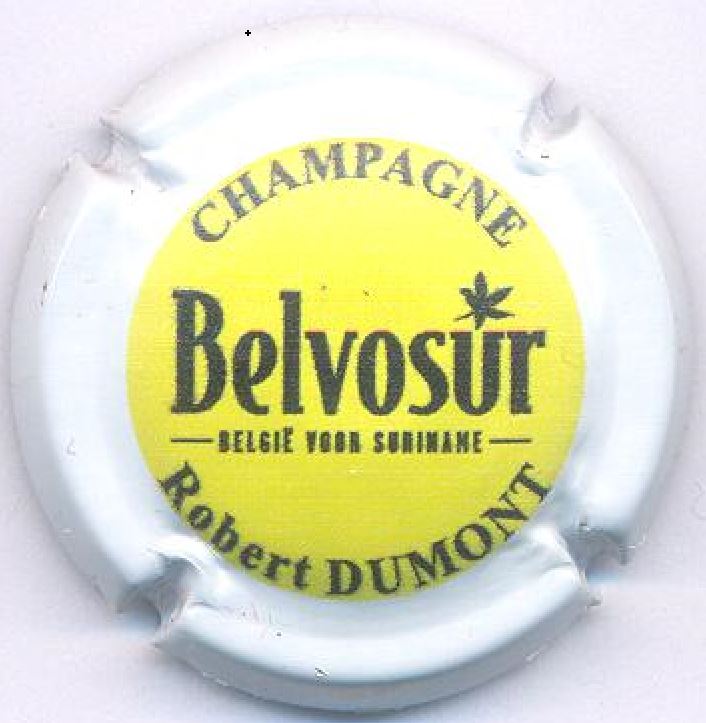 CHAMPAGNE
Belvosur
BELGIË VOOR SURINAME
Robert DUMONT